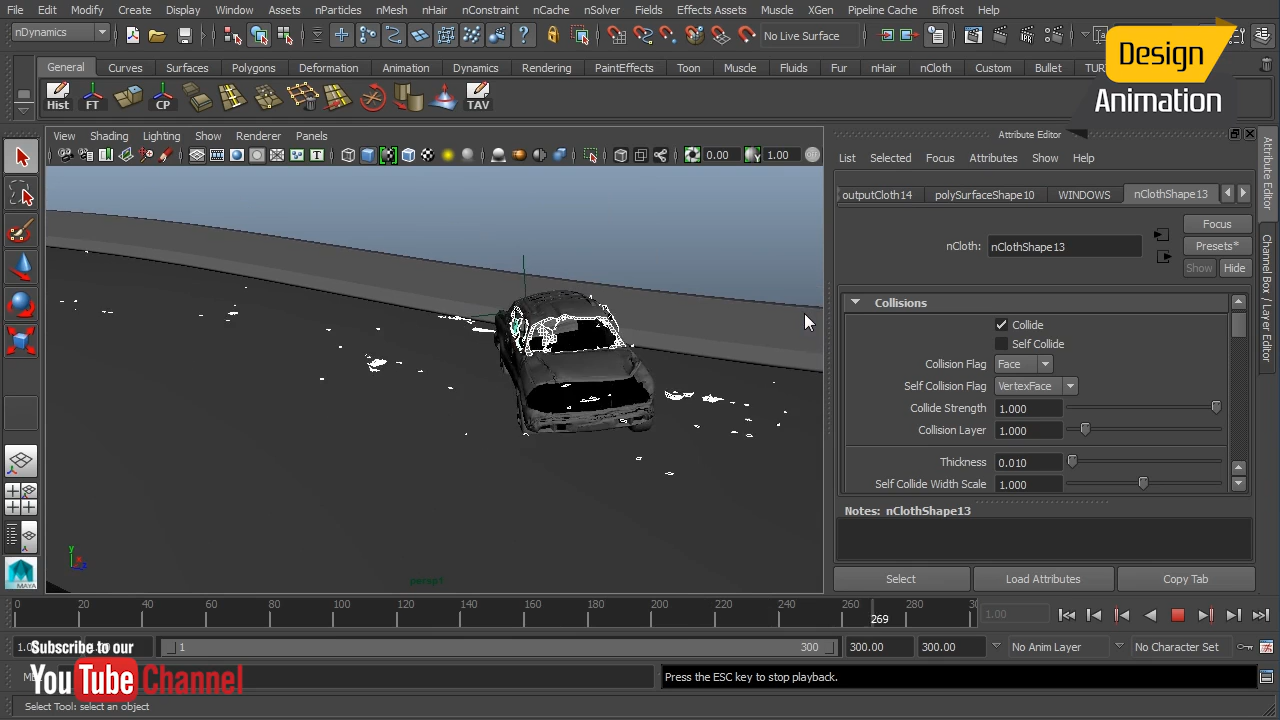 File Edit Modify Create Display Window Assets nParticles nMesh nHair nConstraint nCache nSolver Fields Effects Assets Muscle XGen Pipeline Cache Bifrost Help
nDynamics
No Live Surface
Design
Animation
General Curves Surfaces Polygons Deformation Animation Dynamics Rendering PaintEffects Toon Muscle Fluids Fur nHair nCloth Custom Bullet
Hist FT CP TAV
View Shading Lighting Show Renderer Panels
0.00 1.00
Attribute Editor
List Selected Focus Attributes Show Help
outputCloth14 polySurfaceShape10 WINDOWS nClothShape13
nCloth: nClothShape13
Focus
Presets*
Show Hide
Collisions
Collide
Self Collide
Collision Flag Face
Self Collision Flag VertexFace
Collide Strength 1.000
Collision Layer 1.000
Thickness 0.010
Self Collide Width Scale 1.000
Notes: nClothShape13
Select Load Attributes Copy Tab
Attribute Editor
Channel Box / Layer Editor
persp1
MAYA
0 20 40 60 80 100 120 140 160 180 200 220 240 260 280
269
1.00
1 300 300.00 300.00 No Anim Layer No Character Set
Subscribe to our
YouTube Channel
Press the ESC key to stop playback.
Select Tool: select an object